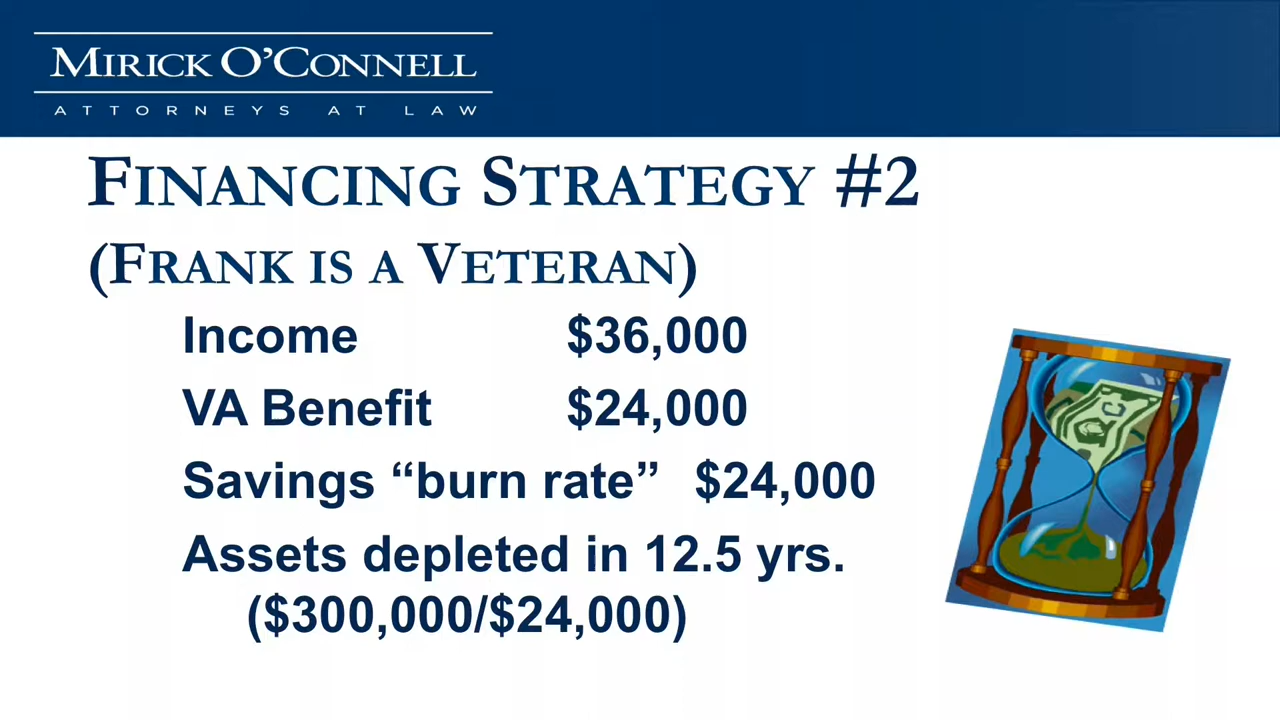 MIRICK O’CONNELL
ATTORNEYS AT LAW
FINANCING STRATEGY #2
(FRANK IS A VETERAN)
Income $36,000
VA Benefit $24,000
Savings “burn rate” $24,000
Assets depleted in 12.5 yrs.
($300,000/$24,000)